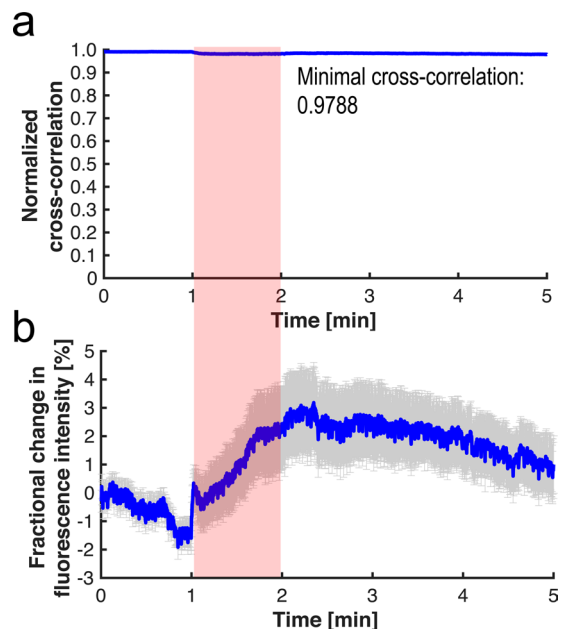 a
Normalized
cross-correlation
1.0
0.9
0.8
0.7
0.6
0.5
0.4
0.3
0.2
0.1
0
Minimal cross-correlation:
0.9788
0 1 2 3 4 5
Time [min]
b
Fractional change in
fluorescence intensity [%]
5
4
3
2
1
0
-1
-2
-3
0 1 2 3 4 5
Time [min]